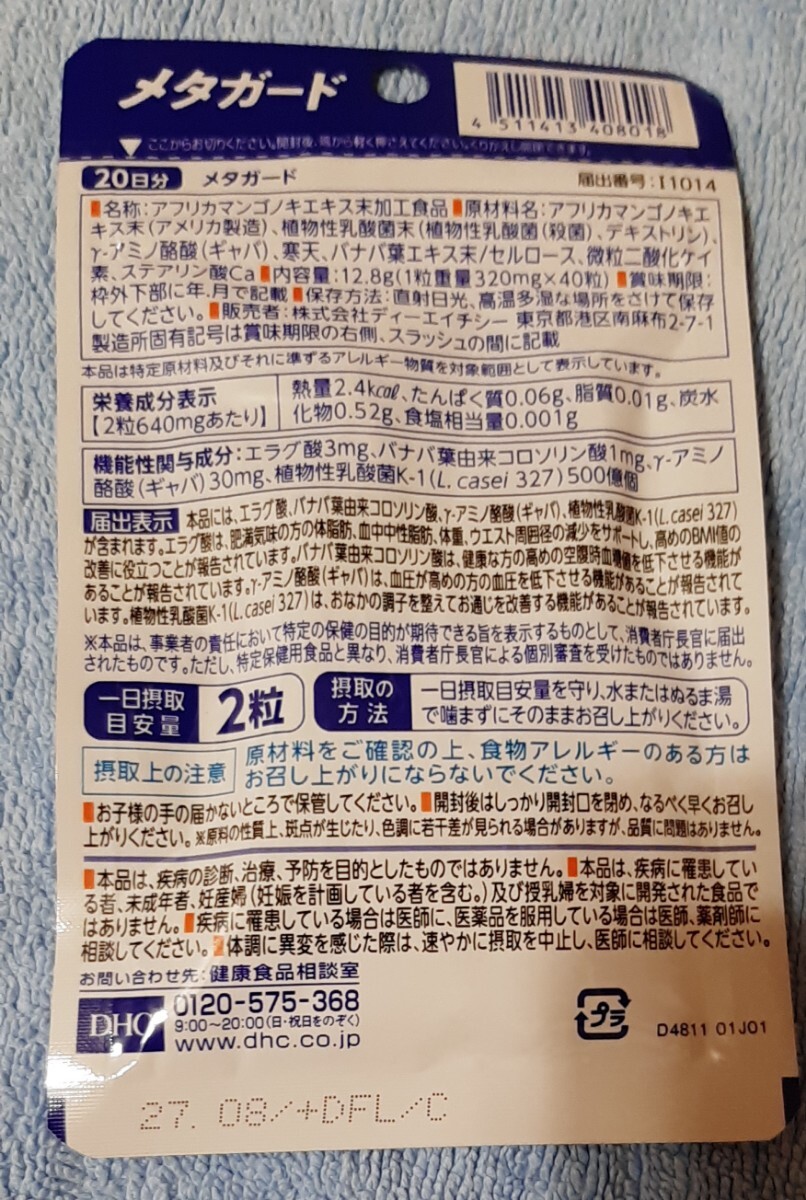 メタガード
4 511413 408018
▼ここからお切りください。開封後、
20日分 メタガード 届出番号:I1014
■名称:アフリカマンゴノキエキス末加工食品■原材料名:アフリカマンゴノキエ
キス末(アメリカ製造)、植物性乳酸菌末(植物性乳酸菌(殺菌)、デキストリン)、
γ-アミノ酪酸(ギャバ)、寒天、バナバ葉エキス末/セルロース、微粒二酸化ケイ
素、ステアリン酸Ca■内容量:12.8g(1粒重量320mg×40粒)■賞味期限:
枠外下部に年.月で記載■保存方法:直射日光、高温多湿な場所をさけて保存
してください。■販売者:株式会社ディーエイチシー 東京都港区南麻布2-7-1
製造所固有記号は賞味期限の右側、スラッシュの間に記載
本品は特定原材料及びそれに準ずるアレルギー物質を対象範囲として表示しています。
栄養成分表示
【2粒640mgあたり】
熱量2.4kcal、たんぱく質0.06g、脂質0.01g、炭水
化物0.52g、食塩相当量0.001g
機能性関与成分:エラグ酸3mg、バナバ葉由来コロソリン酸1mg、γ-アミノ
酪酸(ギャバ)30mg、植物性乳酸菌K-1(L. casei 327)500億個
届出表示 本品には、エラグ酸、バナバ葉由来コロソリン酸、γ-アミノ酪酸(ギャバ)、植物性乳酸菌K-1(L.casei 327)
が含まれます。エラグ酸は、肥満気味の方の体脂肪、血中中性脂肪、体重、ウエスト周囲径の減少をサポートし、高めのBMI値の
改善に役立つことが報告されています。バナバ葉由来コロソリン酸は、健康な方の高めの空腹時血糖値を低下させる機能が
あることが報告されています。γ-アミノ酪酸(ギャバ)は、血圧が高めの方の血圧を低下させる機能があることが報告されて
います。植物性乳酸菌K-1(L.casei 327)は、おなかの調子を整えてお通じを改善する機能があることが報告されています。
※本品は、事業者の責任において特定の保健の目的が期待できる旨を表示するものとして、消費者庁長官に届出
されたものです。ただし、特定保健用食品と異なり、消費者庁長官による個別審査を受けたものではありません。
一日摂取
目安量
2粒
摂取の
方法
一日摂取目安量を守り、水またはぬるま湯
で噛まずにそのままお召し上がりください。
摂取上の注意
原材料をご確認の上、食物アレルギーのある方は
お召し上がりにならないでください。
■お子様の手の届かないところで保管してください。■開封後はしっかり開封口を閉め、なるべく早くお召し
上がりください。※原料の性質上、斑点が生じたり、色調に若干差が見られる場合がありますが、品質に問題はありません。
■本品は、疾病の診断、治療、予防を目的としたものではありません。■本品は、疾病に罹患してい
る者、未成年者、妊産婦(妊娠を計画している者を含む。)及び授乳婦を対象に開発された食品で
はありません。■疾病に罹患している場合は医師に、医薬品を服用している場合は医師、薬剤師に
相談してください。■体調に異変を感じた際は、速やかに摂取を中止し、医師に相談してください。
お問い合わせ先:健康食品相談室
DHC
0120-575-368
9:00〜20:00(日・祝日をのぞく)
www.dhc.co.jp
プラ
D4811 01J01
27. 08/+DFL/C